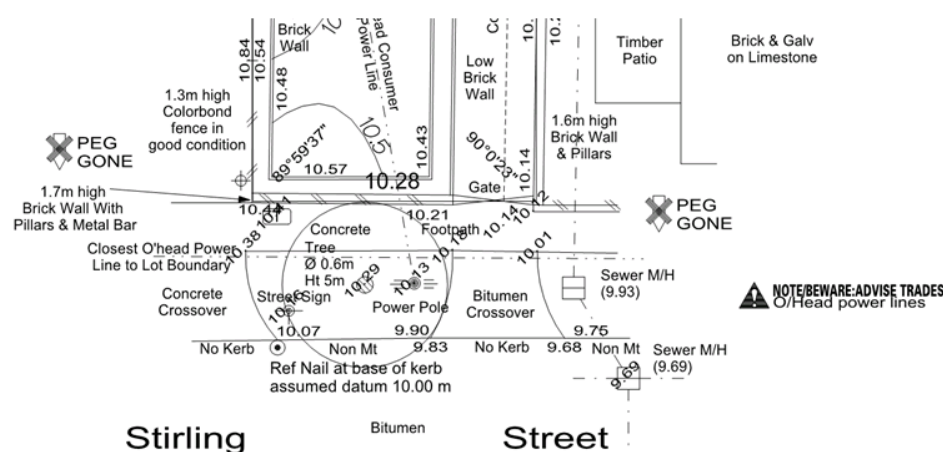 Brick
Wall
10.84
10.54
10.48
ead Consumer
Power Line
Low
Brick
Wall
Timber
Patio
Brick & Galv
on Limestone
1.3m high
Colorbond
fence in
good condition
10.5
10.43
1.6m high
Brick Wall
& Pillars
PEG
GONE
89°59'37"
10.57
10.28
90°0'23"
10.14
Gate
1.7m high
Brick Wall With
Pillars & Metal Bar
10.44
10.41
10.21
10.14
10.12
PEG
GONE
Concrete
Footpath
10.38
10.18
10.01
Closest O'head Power
Line to Lot Boundary
Tree
Ø 0.6m
Ht 5m
10.29
10.13
Sewer M/H
(9.93)
Concrete
Crossover
Street Sign
Power Pole
Bitumen
Crossover
NOTE/BEWARE:ADVISE TRADES
O/Head power lines
10.07
9.90
9.75
No Kerb
Non Mt
9.83
No Kerb
9.68
Non Mt
Sewer M/H
(9.69)
9.69
Ref Nail at base of kerb
assumed datum 10.00 m
Bitumen
Stirling Street